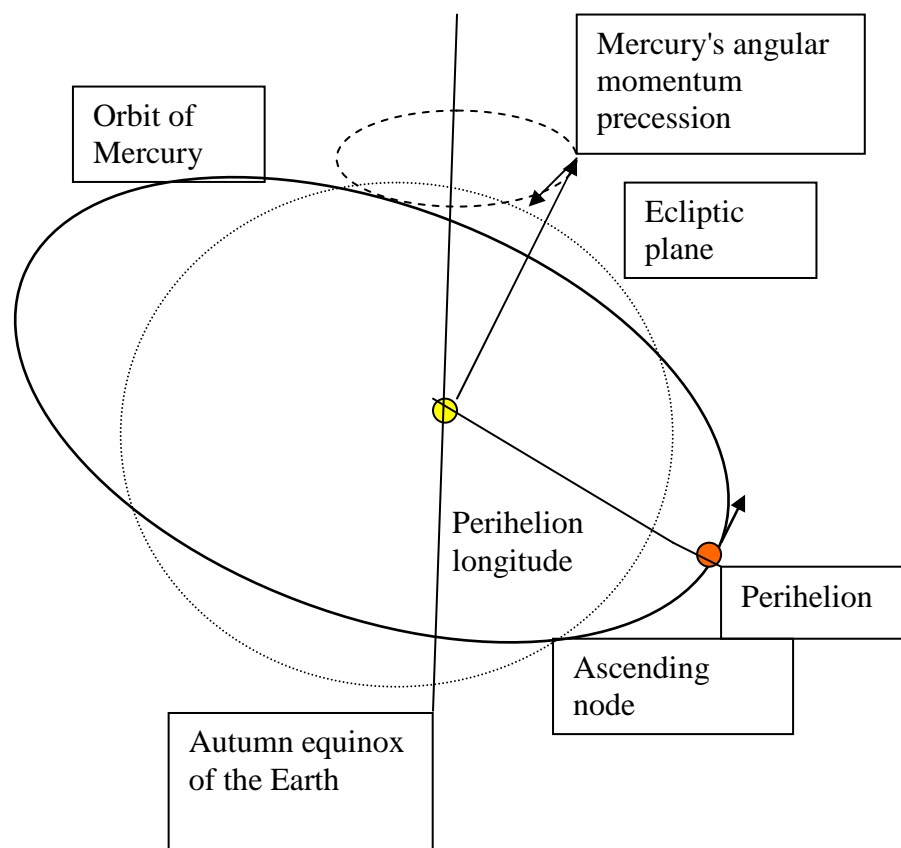 Mercury's angular
momentum
precession
Orbit of
Mercury
Ecliptic
plane
Perihelion
longitude
Perihelion
Ascending
node
Autumn equinox
of the Earth